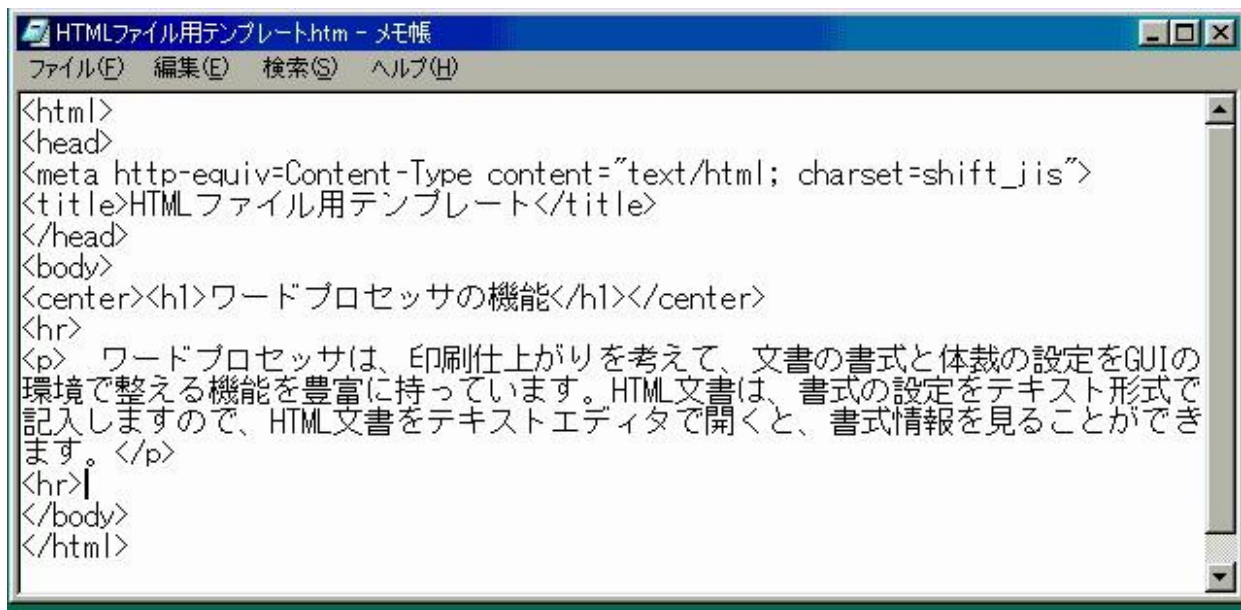 HTMLファイル用テンプレート.htm - メモ帳
ファイル(F) 編集(E) 検索(S) ヘルプ(H)
<html>
<head>
<meta http-equiv=Content-Type content="text/html; charset=shift_jis">
<title>HTMLファイル用テンプレート</title>
</head>
<body>
<center><h1>ワードプロセッサの機能</h1></center>
<hr>
<p>　ワードプロセッサは、印刷仕上がりを考えて、文書の書式と体裁の設定をGUIの
環境で整える機能を豊富に持っています。HTML文書は、書式の設定をテキスト形式で
記入しますので、HTML文書をテキストエディタで開くと、書式情報を見ることができ
ます。</p>
<hr>
</body>
</html>